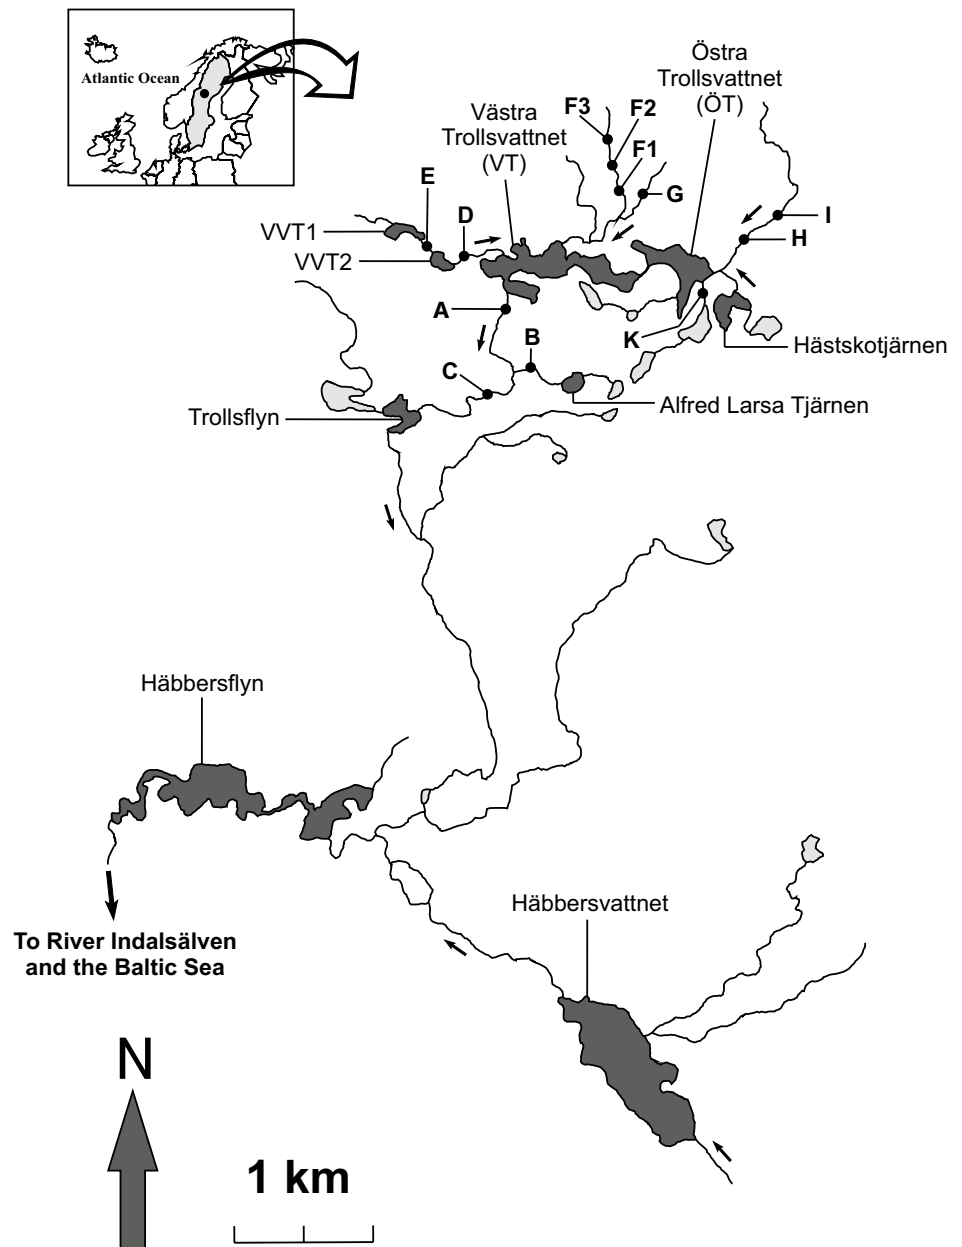 Atlantic Ocean
Östra
Trollsvattnet
(ÖT)
Västra
Trollsvattnet
(VT)
F3
F2
F1
G
E
D
I
H
VVT1
VVT2
A
B
K
C
Hästskotjärnen
Trollsflyn
Alfred Larsa Tjärnen
Häbbersflyn
Häbbersvattnet
To River Indalsälven
and the Baltic Sea
N
1 km